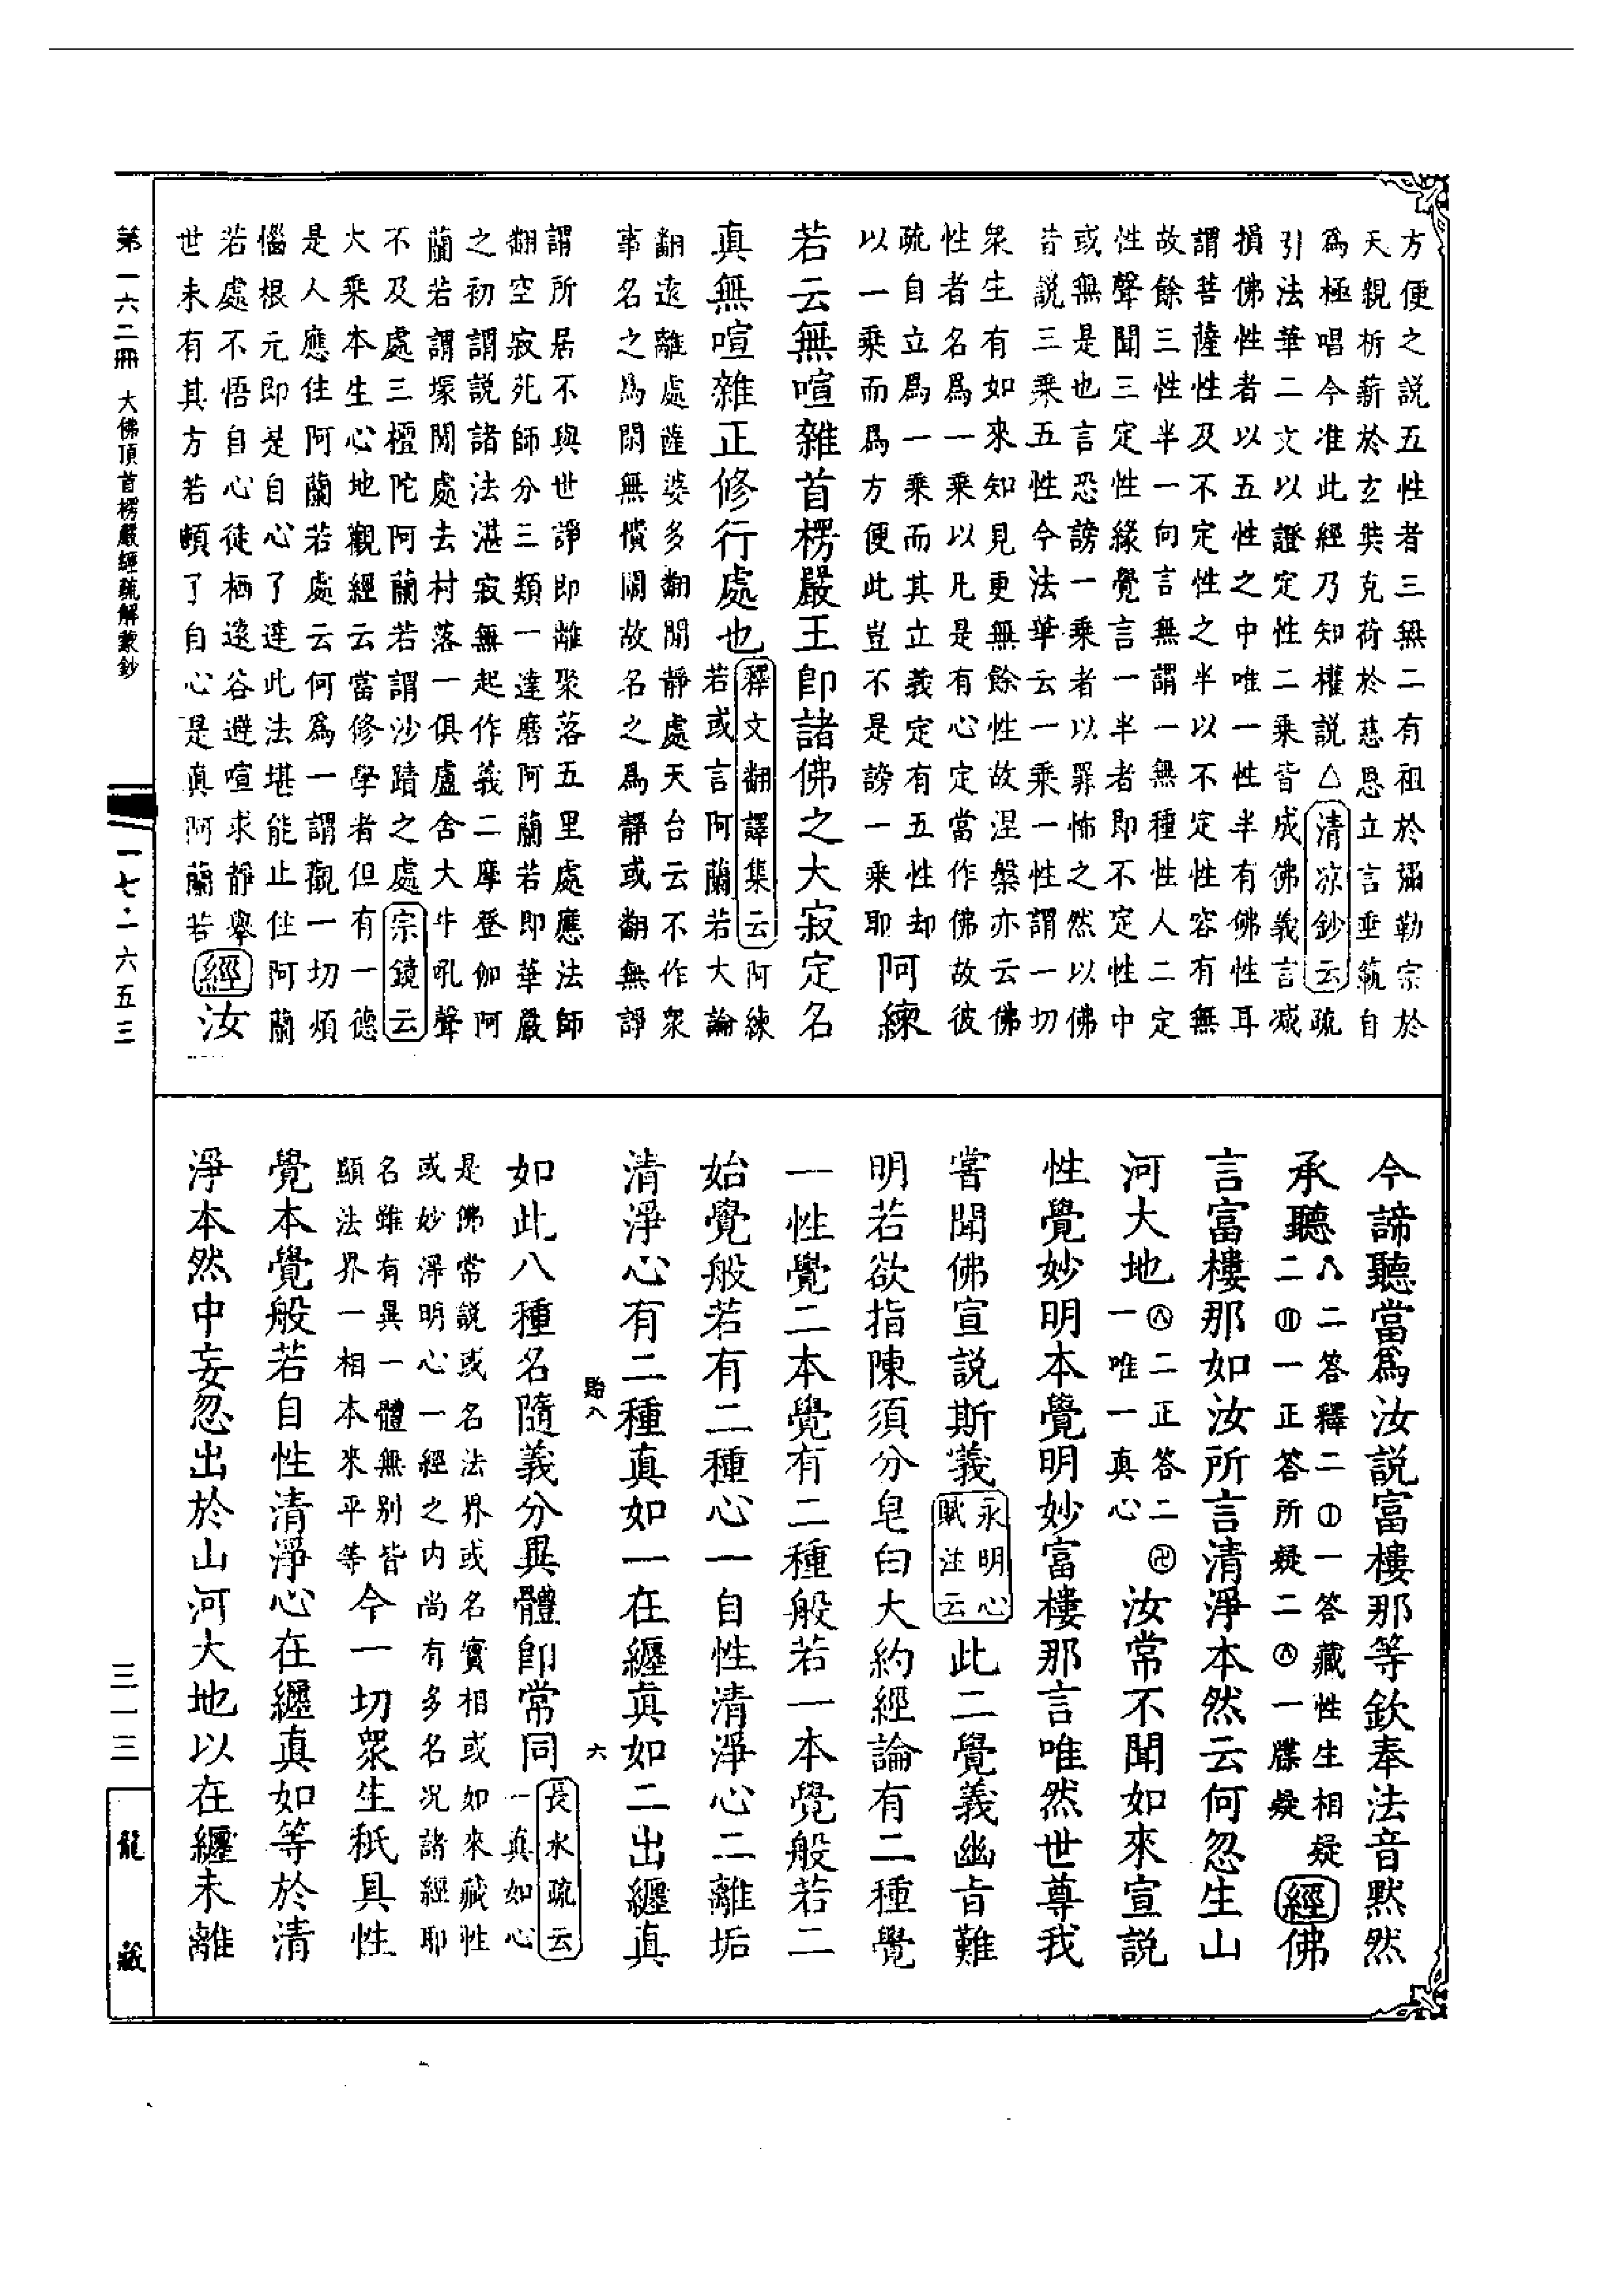 方便之說五性者三無二有祖於彌勒宗於
天親析薪於玄奘克荷於慈恩立言垂範自
為極唱今准此經乃知權說△清涼鈔云疏
引法華二文以證定性二乘皆成佛義言減
損佛性者以五性之中唯一性半有佛性耳
謂菩薩性及不定性之半以不定性容有無
故餘三性半一向言無謂一無種性人二定
性聲聞三定性緣覺言一半者即不定性中
或無是也言恐謗一乘者以罪怖之然以佛
昔說三乘五性今法華云一乘一性謂一切
眾生有如來知見更無餘性故涅槃亦云佛
性者名為一乘以凡是有心定當作佛故彼
疏自立為一乘而其立義定有五性却
以一乘而為方便此豈不是謗一乘耶阿練
若云無喧雜首楞嚴王即諸佛之大寂定名
真無喧雜正修行處也釋文翻譯集云阿練
若或言阿蘭若大論
翻遠離處薩婆多翻閒靜處天台云不作眾
事名之為閑無憒閙故名之為靜或翻無諍
謂所居不與世諍即離聚落五里處應法師
翻空寂苑師分三類一達磨阿蘭若即華嚴
之初謂說諸法湛寂無起作義二摩登伽阿
蘭若謂塚間處去村落一俱盧舍大牛吼聲
不及處三檀陀阿蘭若謂沙磧之處宗鏡云
大乘本生心地觀經云當修學者但有一德
是人應住阿蘭若處云何為一謂觀一切煩
惱根元即是自心了達此法堪能止住阿蘭
若處不悟自心徒栖遠谷避喧求靜舉
世未有其方若頓了自心是真阿蘭若經汝
今諦聽當為汝說富樓那等欽奉法音默然
承聽△二答釋二①一答藏性生相疑
二⑪一正答所疑二㊇一牒疑經佛
言富樓那如汝所言清淨本然云何忽生山
河大地㊇二正答二
一唯一真心卍汝常不聞如來宣說
性覺妙明本覺明妙富樓那言唯然世尊我
嘗聞佛宣說斯義永明心
賦注云此二覺義幽旨難
明若欲指陳須分皂白大約經論有二種覺
一性覺二本覺有二種般若一本覺般若二
始覺般若有二種心一自性清淨心二離垢
清淨心有二種真如一在纏真如二出纏真
如此八種名隨義分異體即常同長水疏云
一真如心
是佛常說或名法界或名實相或如來藏性
或妙淨明心一經之內尚有多名況諸經耶
名雖有異一體無別皆
顯法界一相本來平等今一切眾生秖具性
覺本覺般若自性清淨心在纏真如等於清
淨本然中妄忽出於山河大地以在纏未離
第一六二冊 大佛頂首楞嚴經疏解蒙鈔
一七·一六五三
三一三
龍藏
六